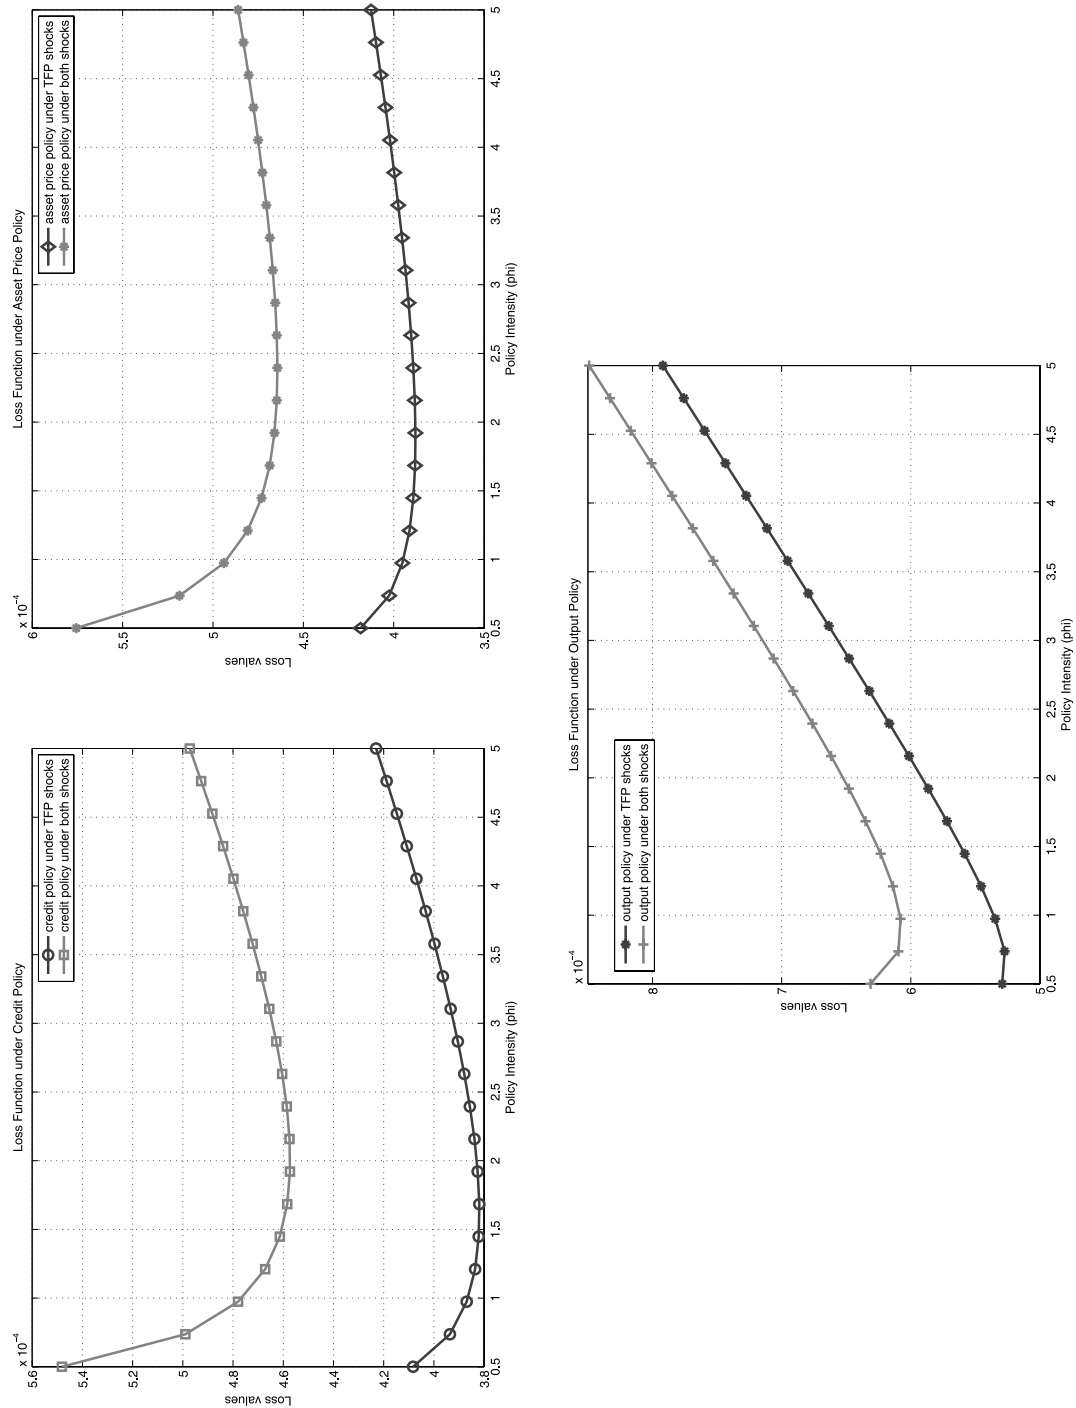 Loss Function under Credit Policy
x 10⁻⁴
5.6
5.4
5.2
5
4.8
4.6
4.4
4.2
4
3.8
Loss values
credit policy under TFP shocks
credit policy under both shocks
0.5 1 1.5 2 2.5 3 3.5 4 4.5 5
Policy Intensity (phi)
Loss Function under Asset Price Policy
x 10⁻⁴
6
5.5
5
4.5
4
3.5
Loss values
asset price policy under TFP shocks
asset price policy under both shocks
0.5 1 1.5 2 2.5 3 3.5 4 4.5 5
Policy Intensity (phi)
Loss Function under Output Policy
x 10⁻⁴
8
7
6
5
Loss values
output policy under TFP shocks
output policy under both shocks
0.5 1 1.5 2 2.5 3 3.5 4 4.5 5
Policy Intensity (phi)